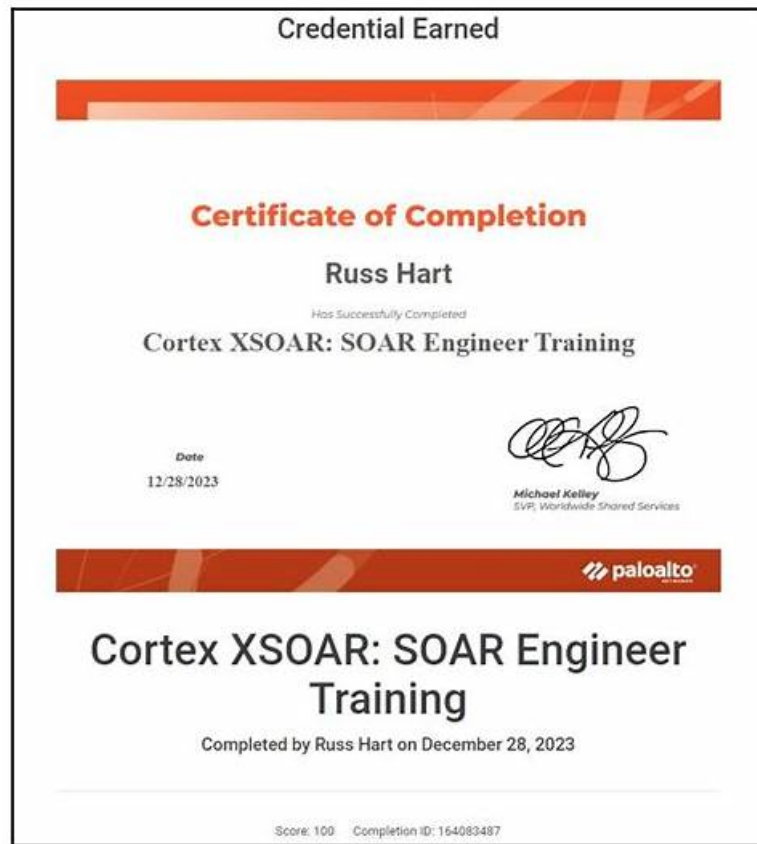 Credential Earned
Certificate of Completion
Russ Hart
Has Successfully Completed
Cortex XSOAR: SOAR Engineer Training
Date
12/28/2023
Michael Kelley
SVP, Worldwide Shared Services
paloalto
NETWORKS
Cortex XSOAR: SOAR Engineer
Training
Completed by Russ Hart on December 28, 2023
Score: 100 Completion ID: 164083487